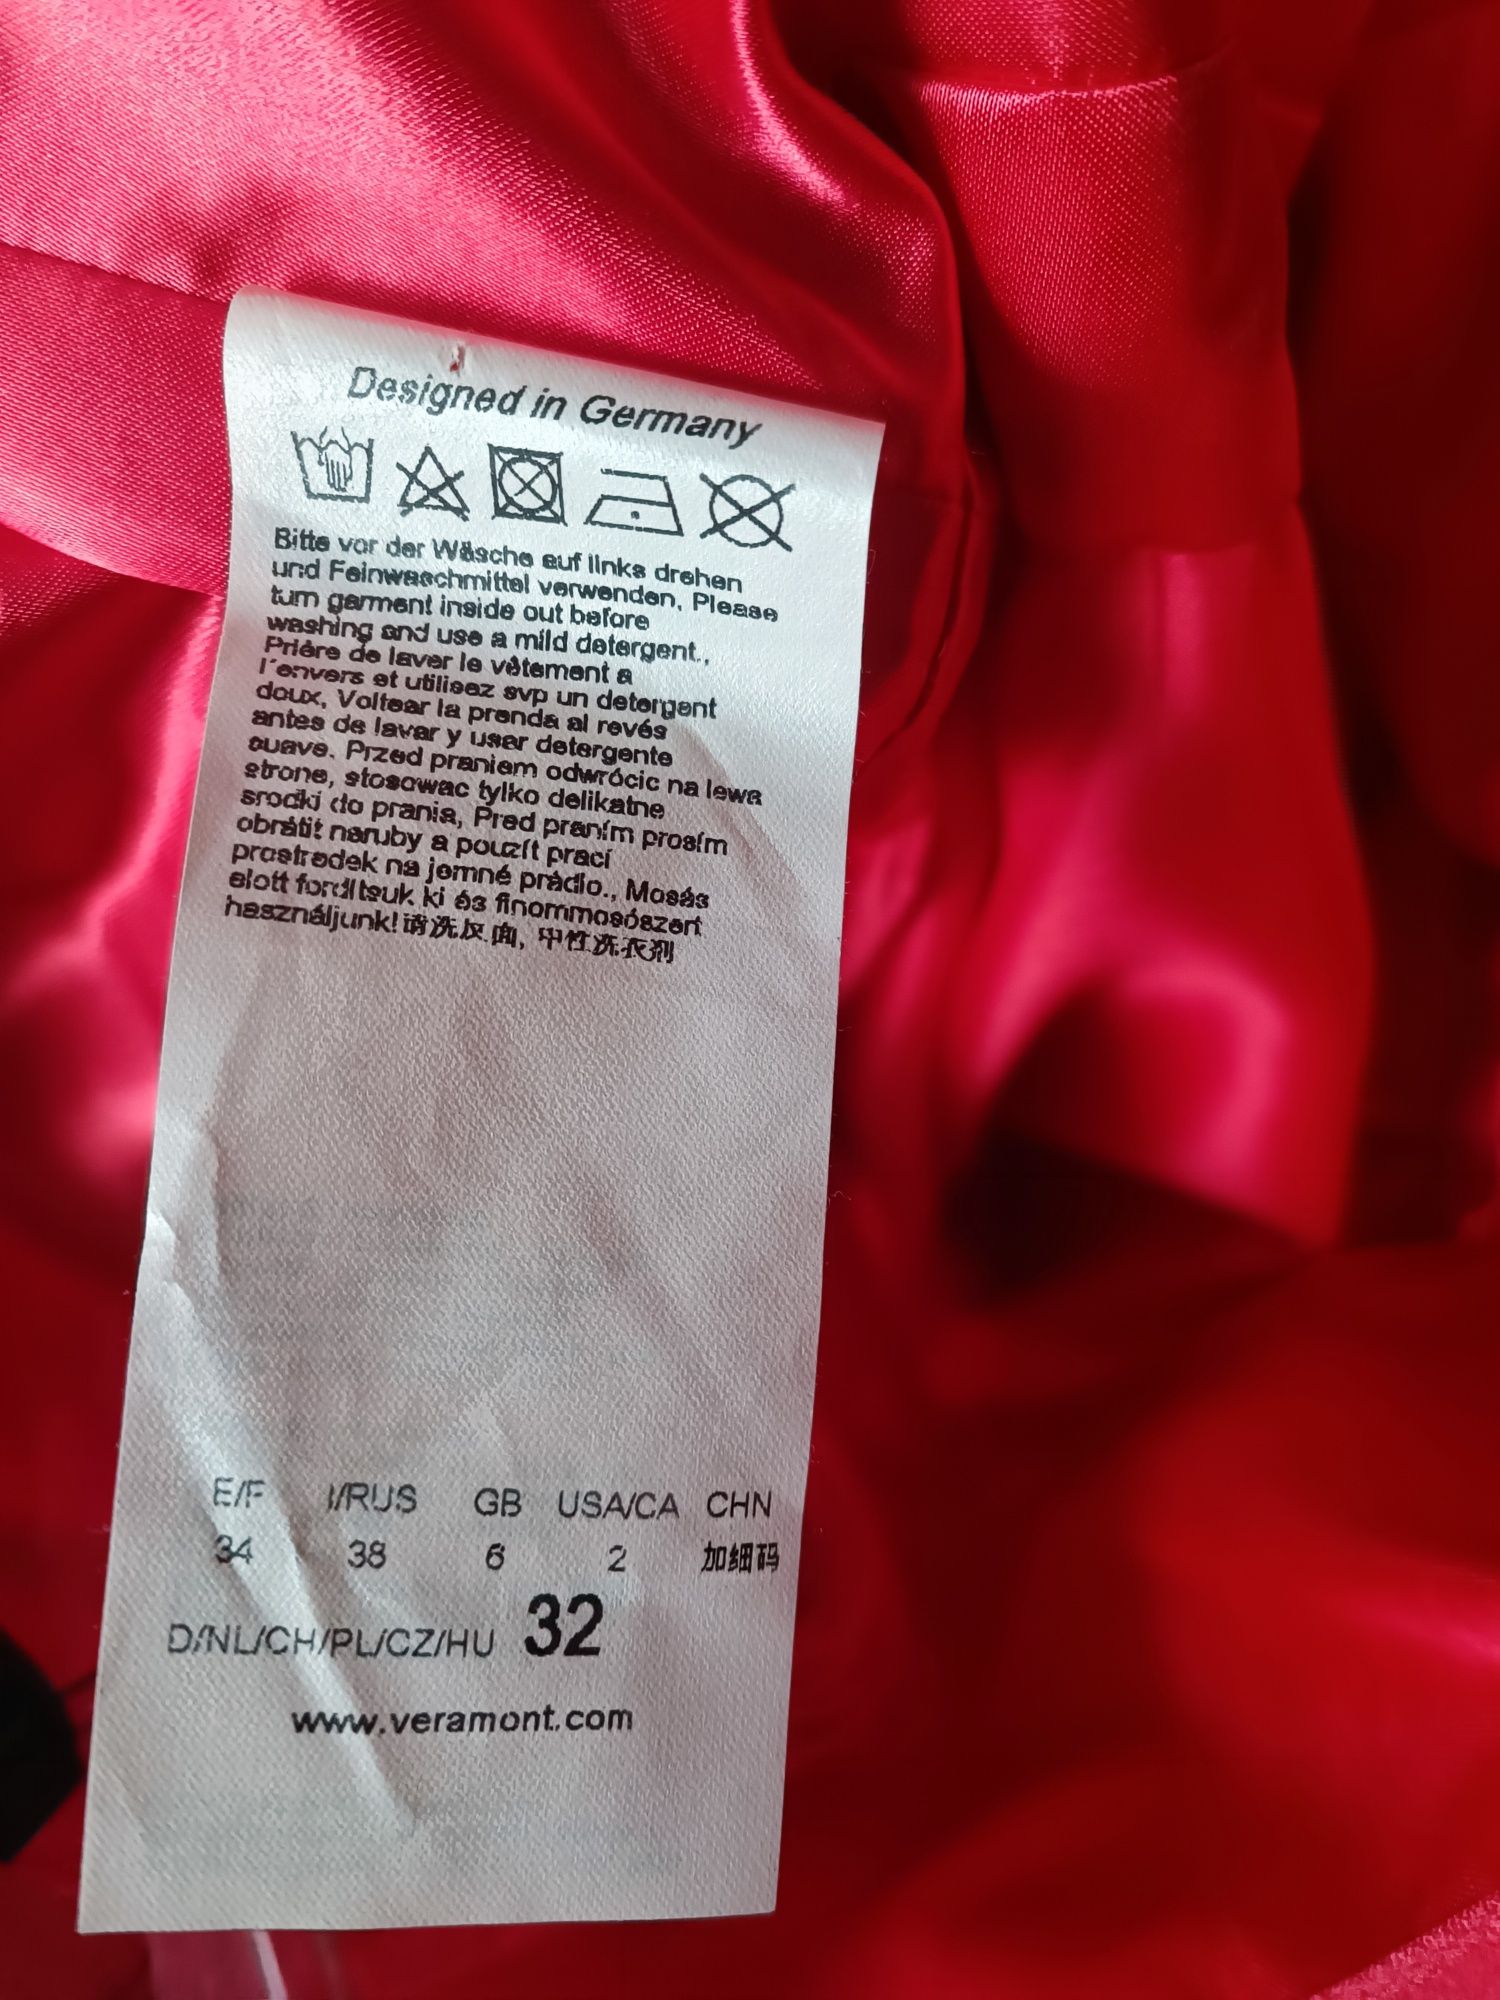 Designed in Germany
Bitte vor der Wäsche auf links drehen
und Feinwaschmittel verwenden, Please
turn garment inside out before
washing and use a mild detergent.,
Prière de laver le vêtement a
l´envers et utilisez svp un detergent
doux, Voltear la prenda al revés
antes de lavar y usar detergente
suave. Przed praniem odwrócic na lewa
strone, stosowac tylko delikatne
srodki do prania, Pred praním prosím
obrátit naruby a pouzít prací
prostredek na jemné prádlo., Mosás
elott fordítsuk ki és finommosószert
használjunk! 请洗反面, 中性洗衣剂
E/F I/RUS GB USA/CA CHN
34 38 6 2 加细码
D/NL/CH/PL/CZ/HU 32
www.veramont.com